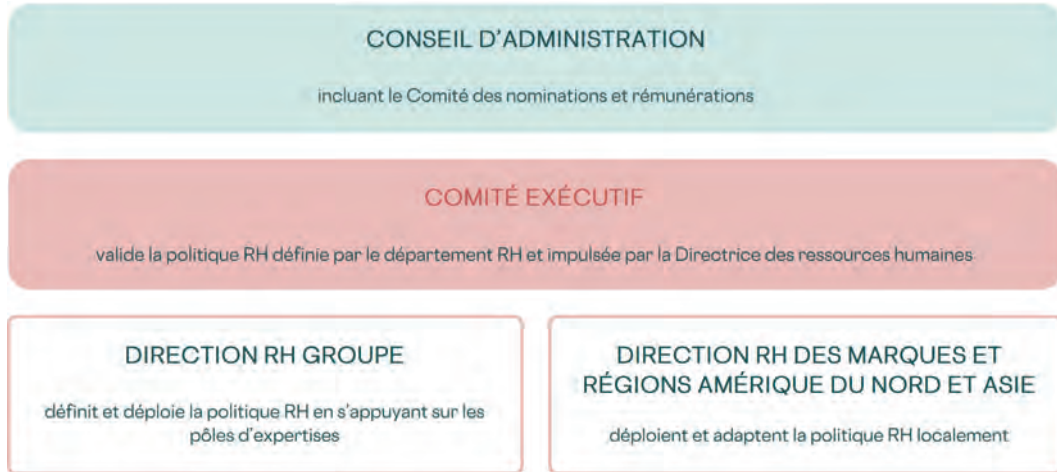 CONSEIL D'ADMINISTRATION
incluant le Comité des nominations et rémunérations
COMITÉ EXÉCUTIF
valide la politique RH définie par le département RH et impulsée par la Directrice des ressources humaines
DIRECTION RH GROUPE
définit et déploie la politique RH en s'appuyant sur les
pôles d'expertises
DIRECTION RH DES MARQUES ET
RÉGIONS AMÉRIQUE DU NORD ET ASIE
déploient et adaptent la politique RH localement